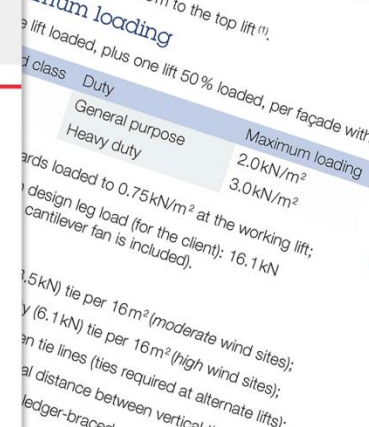 m to the top lift (1).
num loading
lift loaded, plus one lift 50% loaded, per façade with
d class Duty Maximum loading
General purpose 2.0kN/m²
Heavy duty 3.0kN/m²
ards loaded to 0.75kN/m² at the working lift;
design leg load (for the client): 16.1kN
cantilever fan is included).
.5kN) tie per 16m² (moderate wind sites);
y (6.1kN) tie per 16m² (high wind sites);
en tie lines (ties required at alternate lifts);
al distance between vertical
ledger-braced